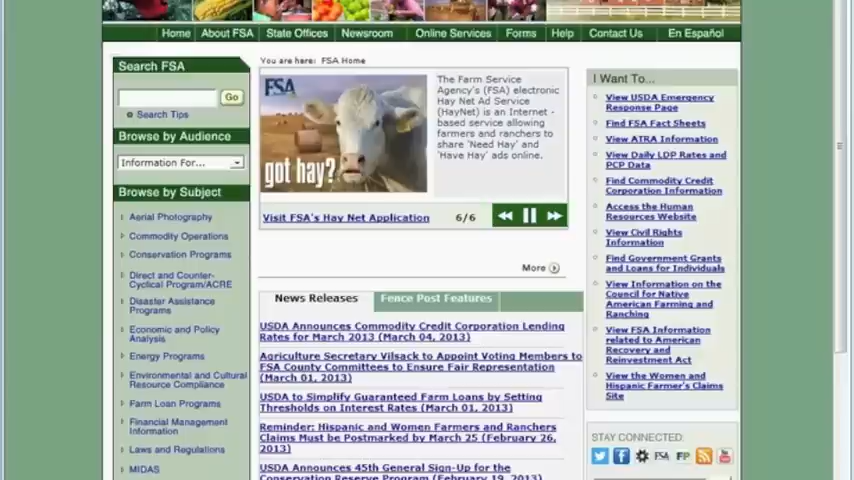 Home
About FSA
State Offices
Newsroom
Online Services
Forms
Help
Contact Us
En Español
Search FSA
Go
Search Tips
Browse by Audience
Information For...
Browse by Subject
Aerial Photography
Commodity Operations
Conservation Programs
Direct and Counter-
Cyclical Program/ACRE
Disaster Assistance
Programs
Economic and Policy
Analysis
Energy Programs
Environmental and Cultural
Resource Compliance
Farm Loan Programs
Financial Management
Information
Laws and Regulations
MIDAS
You are here: FSA Home
FSA
got hay?
The Farm Service
Agency's (FSA) electronic
Hay Net Ad Service
(HayNet) is an Internet -
based service allowing
farmers and ranchers to
share 'Need Hay' and
'Have Hay' ads online.
Visit FSA's Hay Net Application
6/6
More
News Releases
Fence Post Features
USDA Announces Commodity Credit Corporation Lending
Rates for March 2013 (March 04, 2013)
Agriculture Secretary Vilsack to Appoint Voting Members to
FSA County Committees to Ensure Fair Representation
(March 01, 2013)
USDA to Simplify Guaranteed Farm Loans by Setting
Thresholds on Interest Rates (March 01, 2013)
Reminder: Hispanic and Women Farmers and Ranchers
Claims Must be Postmarked by March 25 (February 26,
2013)
USDA Announces 45th General Sign-Up for the
Conservation Reserve Program (February 19, 2013)
I Want To...
View USDA Emergency
Response Page
Find FSA Fact Sheets
View ATRA Information
View Daily LDP Rates and
PCP Data
Find Commodity Credit
Corporation Information
Access the Human
Resources Website
View Civil Rights
Information
Find Government Grants
and Loans for Individuals
View Information on the
Council for Native
American Farming and
Ranching
View FSA Information
related to American
Recovery and
Reinvestment Act
View the Women and
Hispanic Farmer's Claims
Site
STAY CONNECTED:
FSA
FP